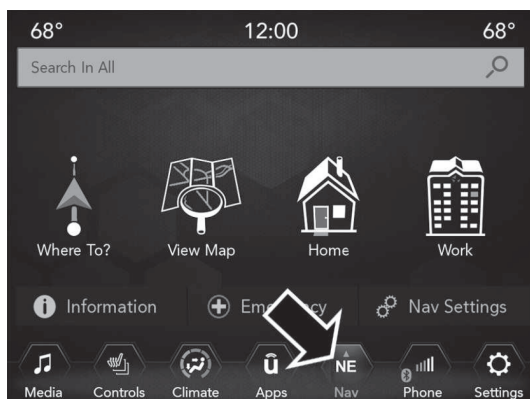 68° 12:00 68°
Search In All
Where To? View Map Home Work
Information Emergency Nav Settings
û NE
Media Controls Climate Apps Nav Phone Settings